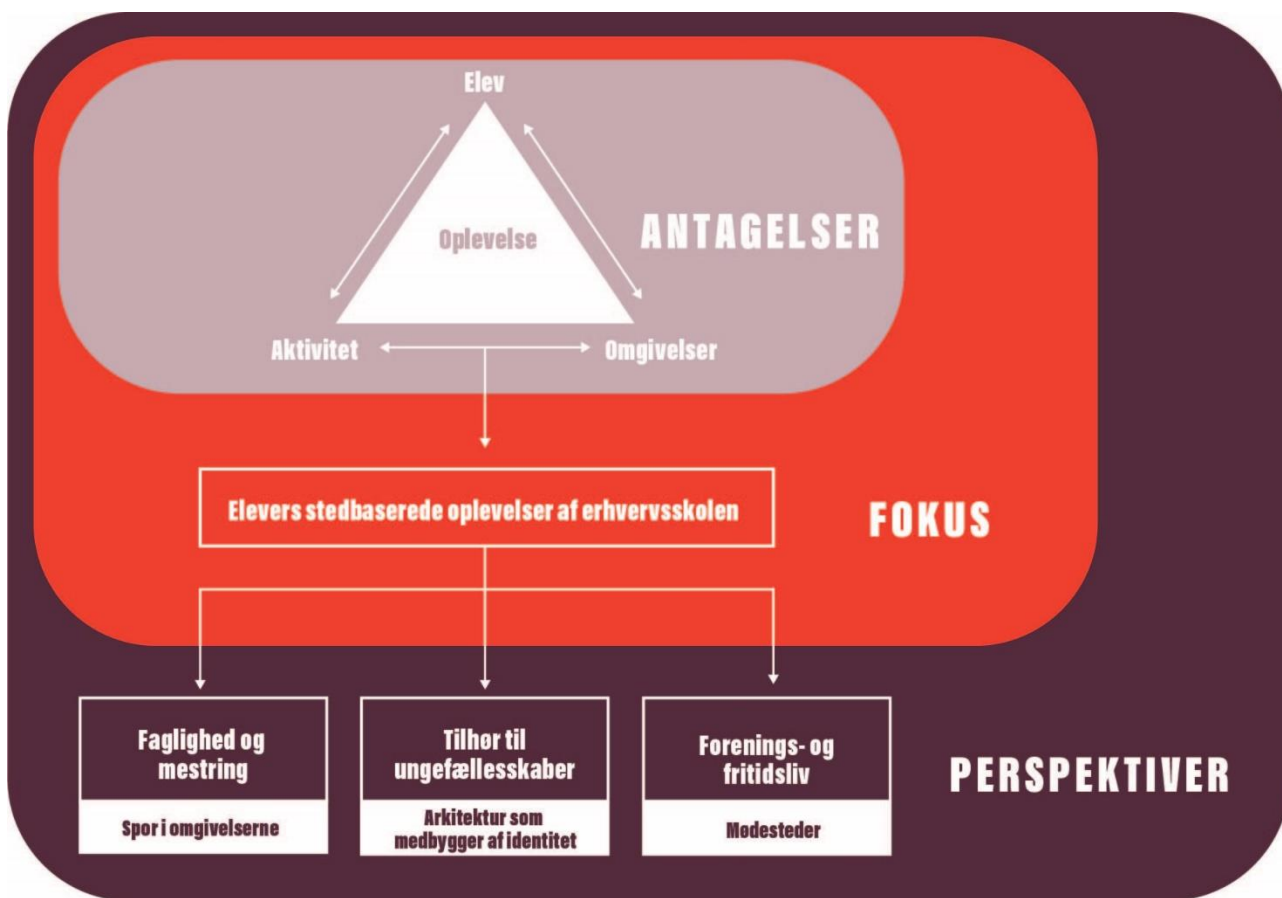 Elev
Oplevelse
ANTAGELSER
Aktivitet
Omgivelser
Elevers stedbaserede oplevelser af erhvervsskolen
FOKUS
Faglighed og
mestring
Spor i omgivelserne
Tilhør til
ungefællesskaber
Arkitektur som
medbygger af identitet
Forenings- og
fritidsliv
Mødesteder
PERSPEKTIVER